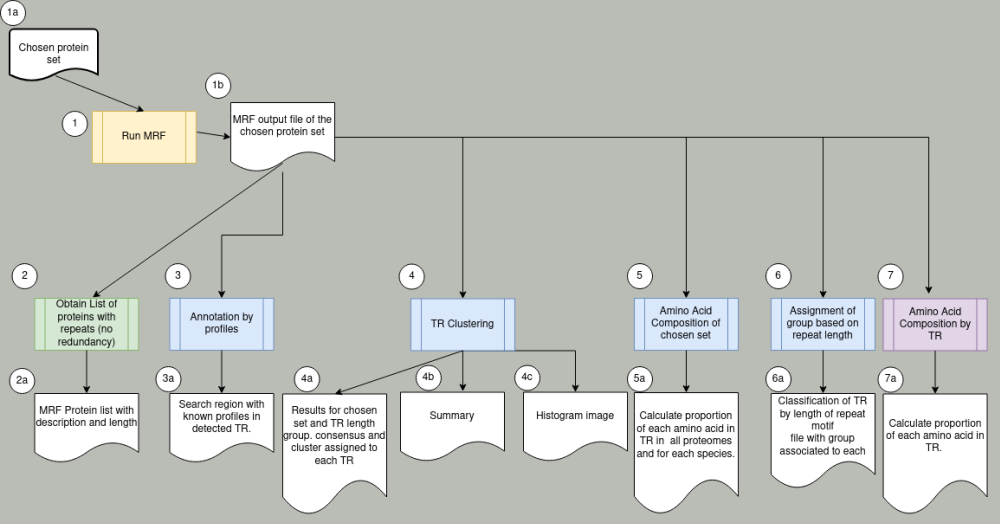 1a
Chosen protein
set
1
Run MRF
1b
MRF output file of the
chosen protein set
2
Obtain List of
proteins with
repeats (no
redundancy)
3
Annotation by
profiles
4
TR Clustering
5
Amino Acid
Composition of
chosen set
6
Assignment of
group based on
repeat length
7
Amino Acid
Composition by
TR
2a
MRF Protein list with
description and length
3a
Search region with
known profiles in
detected TR.
4a
Results for chosen
set and TR length
group. consensus and
cluster assigned to
each TR
4b
Summary
4c
Histogram image
5a
Calculate proportion
of each amino acid in
TR in all proteomes
and for each species.
6a
Classification of TR
by length of repeat
motif
file with group
associated to each
7a
Calculate proportion
of each amino acid in
TR.